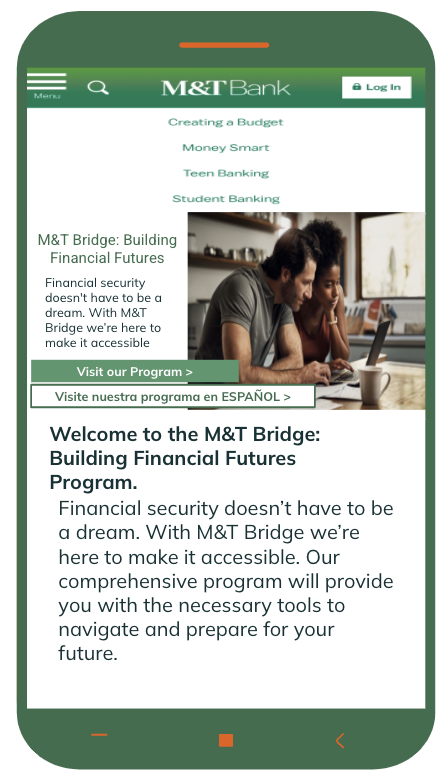 Menu
M&T Bank
Log In
Creating a Budget
Money Smart
Teen Banking
Student Banking
M&T Bridge: Building
Financial Futures
Financial security
doesn't have to be a
dream. With M&T
Bridge we're here to
make it accessible
Visit our Program >
Visite nuestra programa en ESPAÑOL >
Welcome to the M&T Bridge:
Building Financial Futures
Program.
Financial security doesn’t have to be
a dream. With M&T Bridge we’re
here to make it accessible. Our
comprehensive program will provide
you with the necessary tools to
navigate and prepare for your
future.